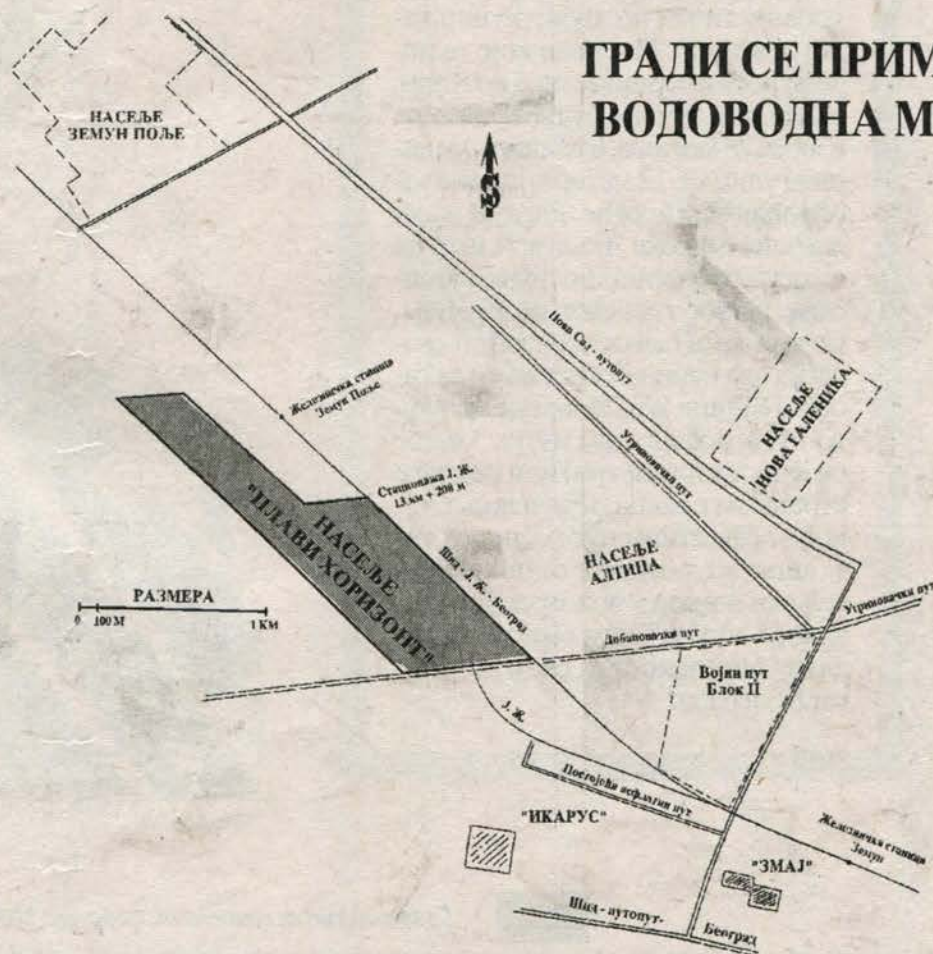 ГРАДИ СЕ ПРИМ
ВОДОВОДНА М
НАСЕЉЕ
ЗЕМУН ПОЉЕ
С
Нови Сад - аутопут
НАСЕЉЕ
НОВА ГАЛЕНИКА
Железничка станица
Земун Поље
Угриновачки пут
Стационажа Ј. Ж.
13 км + 208 м
НАСЕЉЕ
"ПЛАВИ ХОРИЗОНТ"
НАСЕЉЕ
АЛТИНА
Шид - Ј. Ж. - Београд
РАЗМЕРА
0 100 М 1 КМ
Добановачки пут
Угриновачки пут
Војни пут
Блок II
Ј. Ж.
Постојећи асфалтни пут
"ИКАРУС"
Железничка станица
Земун
"ЗМАЈ"
Шид - аутопут-
Београд